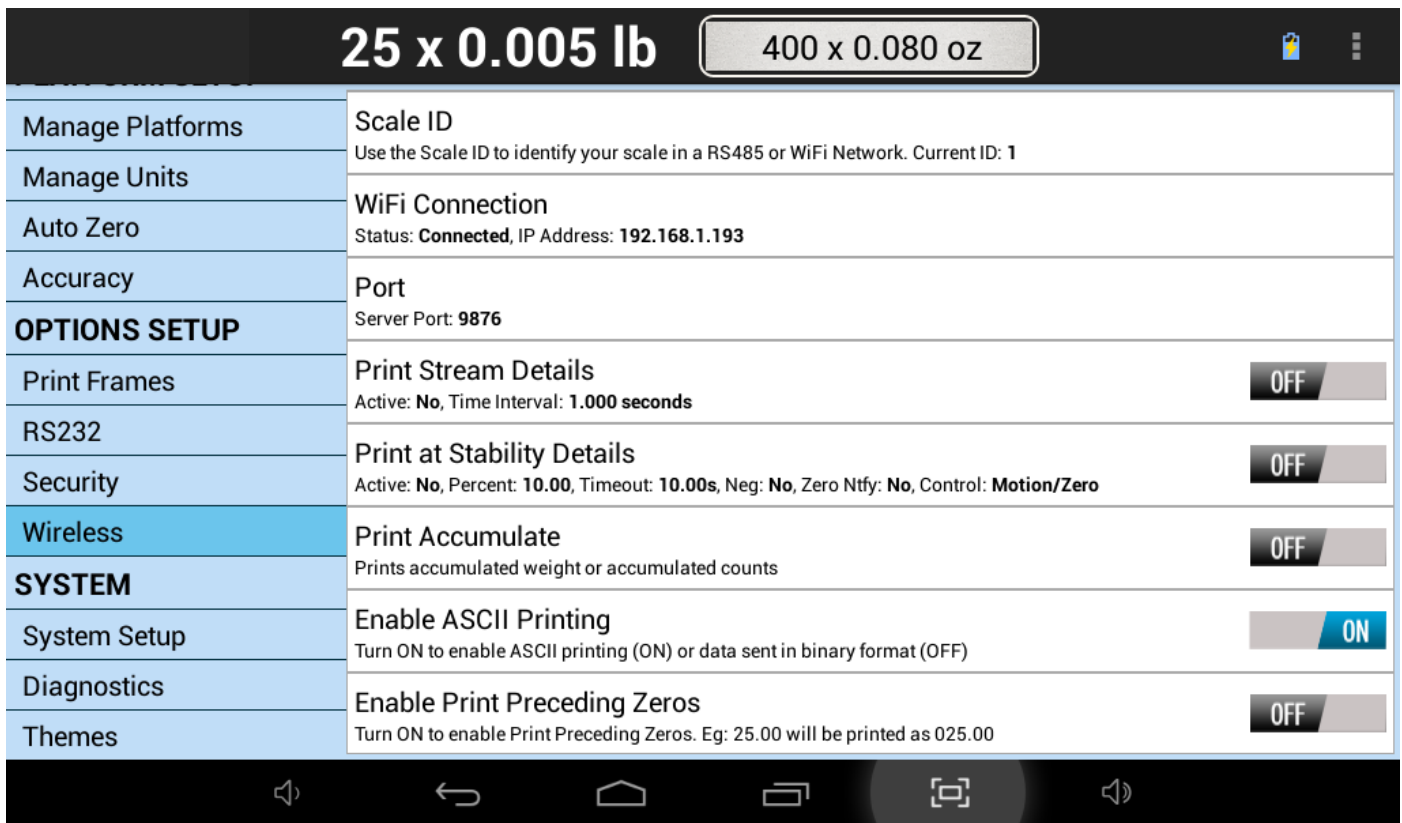 25 x 0.005 lb
400 x 0.080 oz
Manage Platforms
Manage Units
Auto Zero
Accuracy
OPTIONS SETUP
Print Frames
RS232
Security
Wireless
SYSTEM
System Setup
Diagnostics
Themes
Scale ID
Use the Scale ID to identify your scale in a RS485 or WiFi Network. Current ID: 1
WiFi Connection
Status: Connected, IP Address: 192.168.1.193
Port
Server Port: 9876
Print Stream Details
OFF
Active: No, Time Interval: 1.000 seconds
Print at Stability Details
OFF
Active: No, Percent: 10.00, Timeout: 10.00s, Neg: No, Zero Ntfy: No, Control: Motion/Zero
Print Accumulate
OFF
Prints accumulated weight or accumulated counts
Enable ASCII Printing
ON
Turn ON to enable ASCII printing (ON) or data sent in binary format (OFF)
Enable Print Preceding Zeros
OFF
Turn ON to enable Print Preceding Zeros. Eg: 25.00 will be printed as 025.00